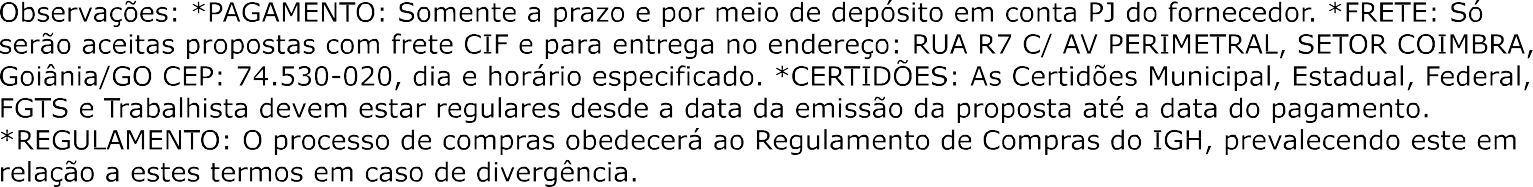 Observações: *PAGAMENTO: Somente a prazo e por meio de depósito em conta PJ do fornecedor. *FRETE: Só
serão aceitas propostas com frete CIF e para entrega no endereço: RUA R7 C/ AV PERIMETRAL, SETOR COIMBRA,
Goiânia/GO CEP: 74.530-020, dia e horário especificado. *CERTIDÕES: As Certidões Municipal, Estadual, Federal,
FGTS e Trabalhista devem estar regulares desde a data da emissão da proposta até a data do pagamento.
*REGULAMENTO: O processo de compras obedecerá ao Regulamento de Compras do IGH, prevalecendo este em
relação a estes termos em caso de divergência.